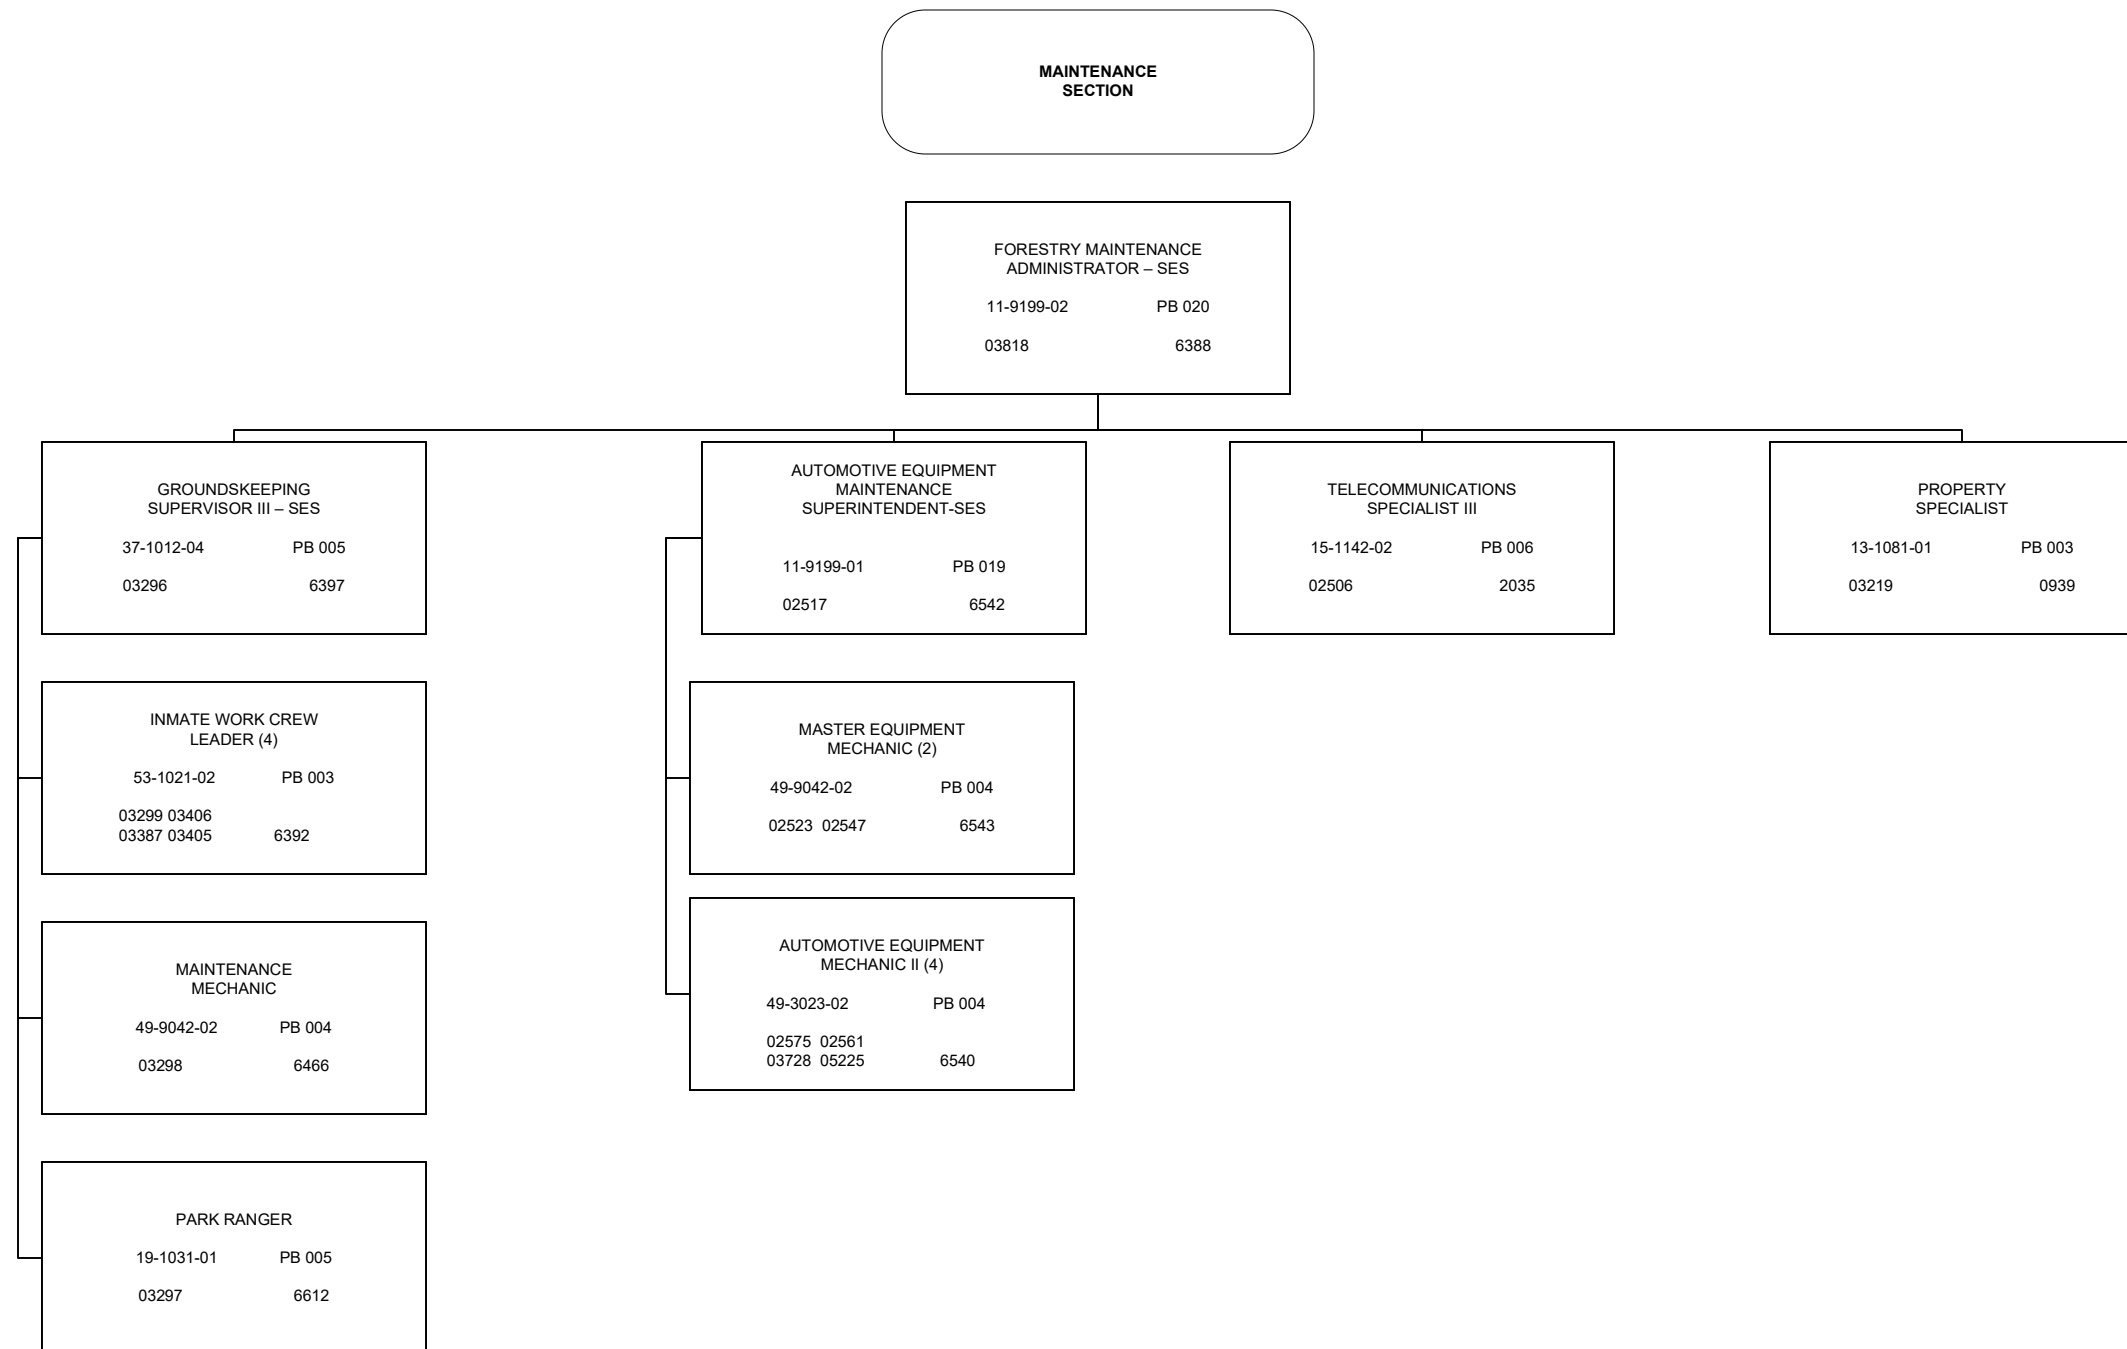 MAINTENANCE
SECTION
FORESTRY MAINTENANCE
ADMINISTRATOR – SES
11-9199-02 PB 020
03818 6388
GROUNDSKEEPING
SUPERVISOR III – SES
37-1012-04 PB 005
03296 6397
AUTOMOTIVE EQUIPMENT
MAINTENANCE
SUPERINTENDENT-SES
11-9199-01 PB 019
02517 6542
TELECOMMUNICATIONS
SPECIALIST III
15-1142-02 PB 006
02506 2035
PROPERTY
SPECIALIST
13-1081-01 PB 003
03219 0939
INMATE WORK CREW
LEADER (4)
53-1021-02 PB 003
03299 03406
03387 03405 6392
MASTER EQUIPMENT
MECHANIC (2)
49-9042-02 PB 004
02523 02547 6543
MAINTENANCE
MECHANIC
49-9042-02 PB 004
03298 6466
AUTOMOTIVE EQUIPMENT
MECHANIC II (4)
49-3023-02 PB 004
02575 02561
03728 05225 6540
PARK RANGER
19-1031-01 PB 005
03297 6612